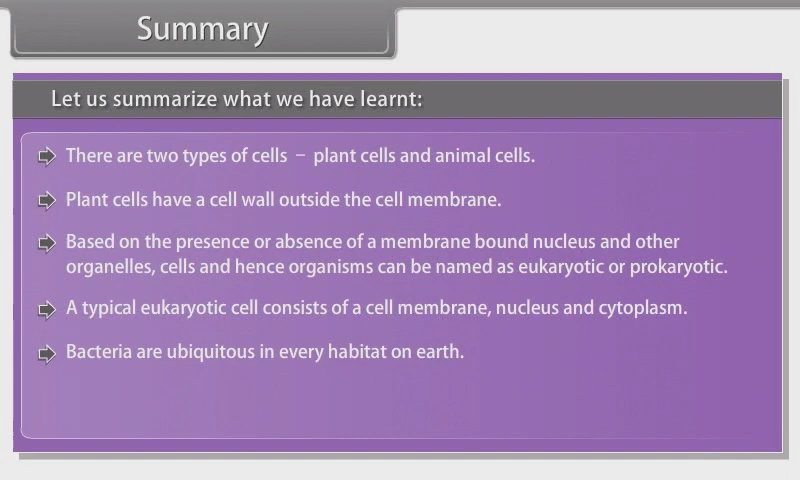 Summary
Let us summarize what we have learnt:
There are two types of cells – plant cells and animal cells.
Plant cells have a cell wall outside the cell membrane.
Based on the presence or absence of a membrane bound nucleus and other
organelles, cells and hence organisms can be named as eukaryotic or prokaryotic.
A typical eukaryotic cell consists of a cell membrane, nucleus and cytoplasm.
Bacteria are ubiquitous in every habitat on earth.